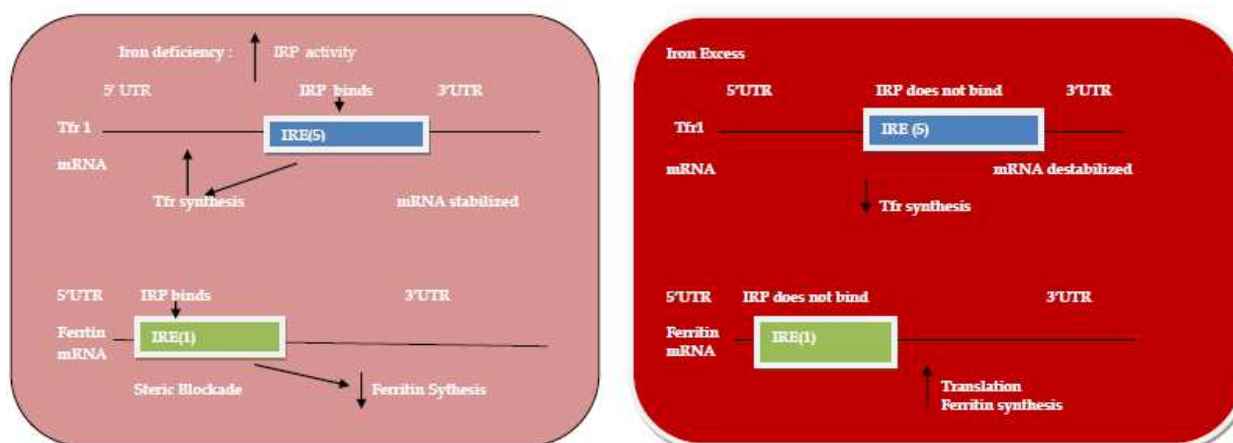 Iron deficiency : IRP activity
5' UTR IRP binds 3'UTR
Tfr 1 IRE(5)
mRNA
Tfr synthesis mRNA stabilized
5'UTR IRP binds 3'UTR
Ferritin IRE(1)
mRNA
Steric Blockade Ferritin Sythesis
Iron Excess
5'UTR IRP does not bind 3'UTR
Tfr1 IRE (5)
mRNA mRNA destabilized
Tfr synthesis
5'UTR IRP does not bind 3'UTR
Ferritin IRE(1)
mRNA
Translation
Ferritin synthesis